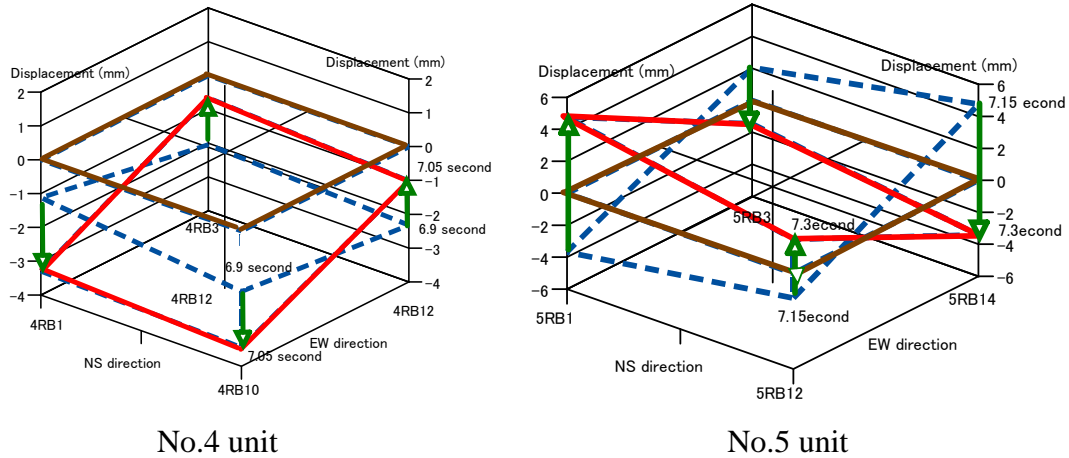 Displacement (mm)
2
1
0
-1
-2
-3
-4
Displacement (mm)
2
1
0
7.05 second
-1
-2
6.9 second
-3
-4
4RB3
6.9 second
4RB12
4RB1
7.05 second
4RB12
NS direction
EW direction
4RB10
No.4 unit
Displacement (mm)
6
4
2
0
-2
-4
-6
Displacement (mm)
6
7.15 econd
4
2
0
-2
7.3econd
-4
-6
5RB3
7.3econd
5RB1
7.15econd
5RB14
NS direction
EW direction
5RB12
No.5 unit